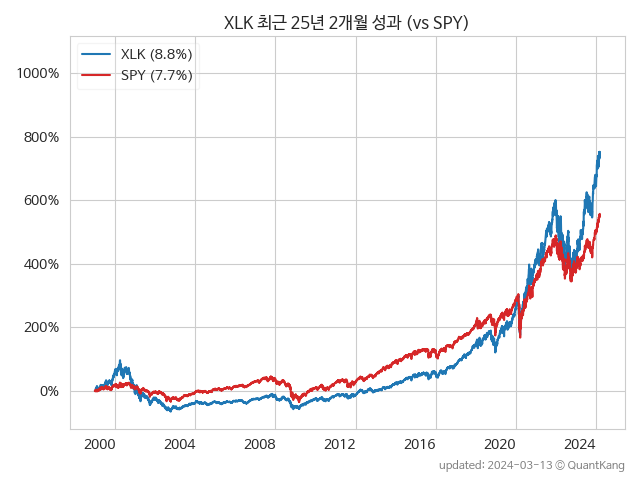 XLK 최근 25년 2개월 성과 (vs SPY)
XLK (8.8%)
SPY (7.7%)
1000%
800%
600%
400%
200%
0%
2000 2004 2008 2012 2016 2020 2024
updated: 2024-03-13 ⓒ QuantKang